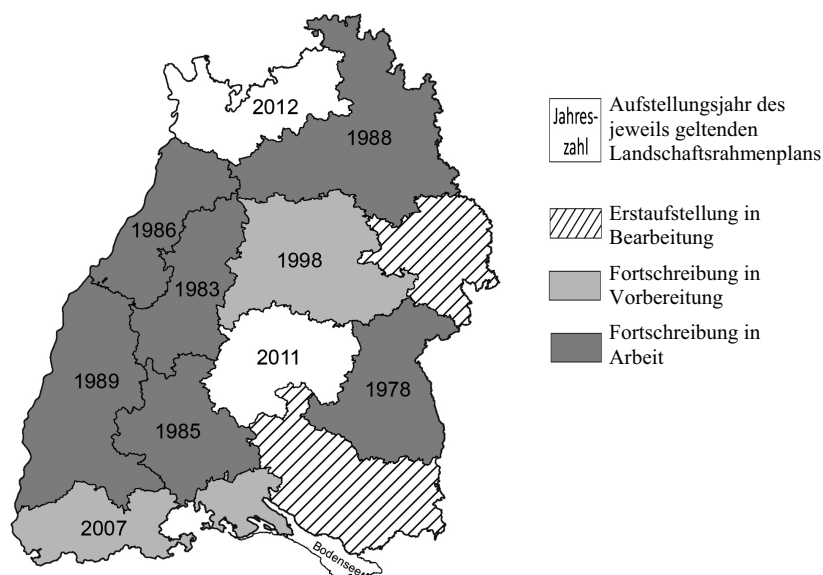 2012
1988
1986
1998
1983
2011
1989
1978
1985
2007
Bodensee
Jahres-
zahl
Aufstellungsjahr des
jeweils geltenden
Landschaftsrahmenplans
Erstaufstellung in
Bearbeitung
Fortschreibung in
Vorbereitung
Fortschreibung in
Arbeit